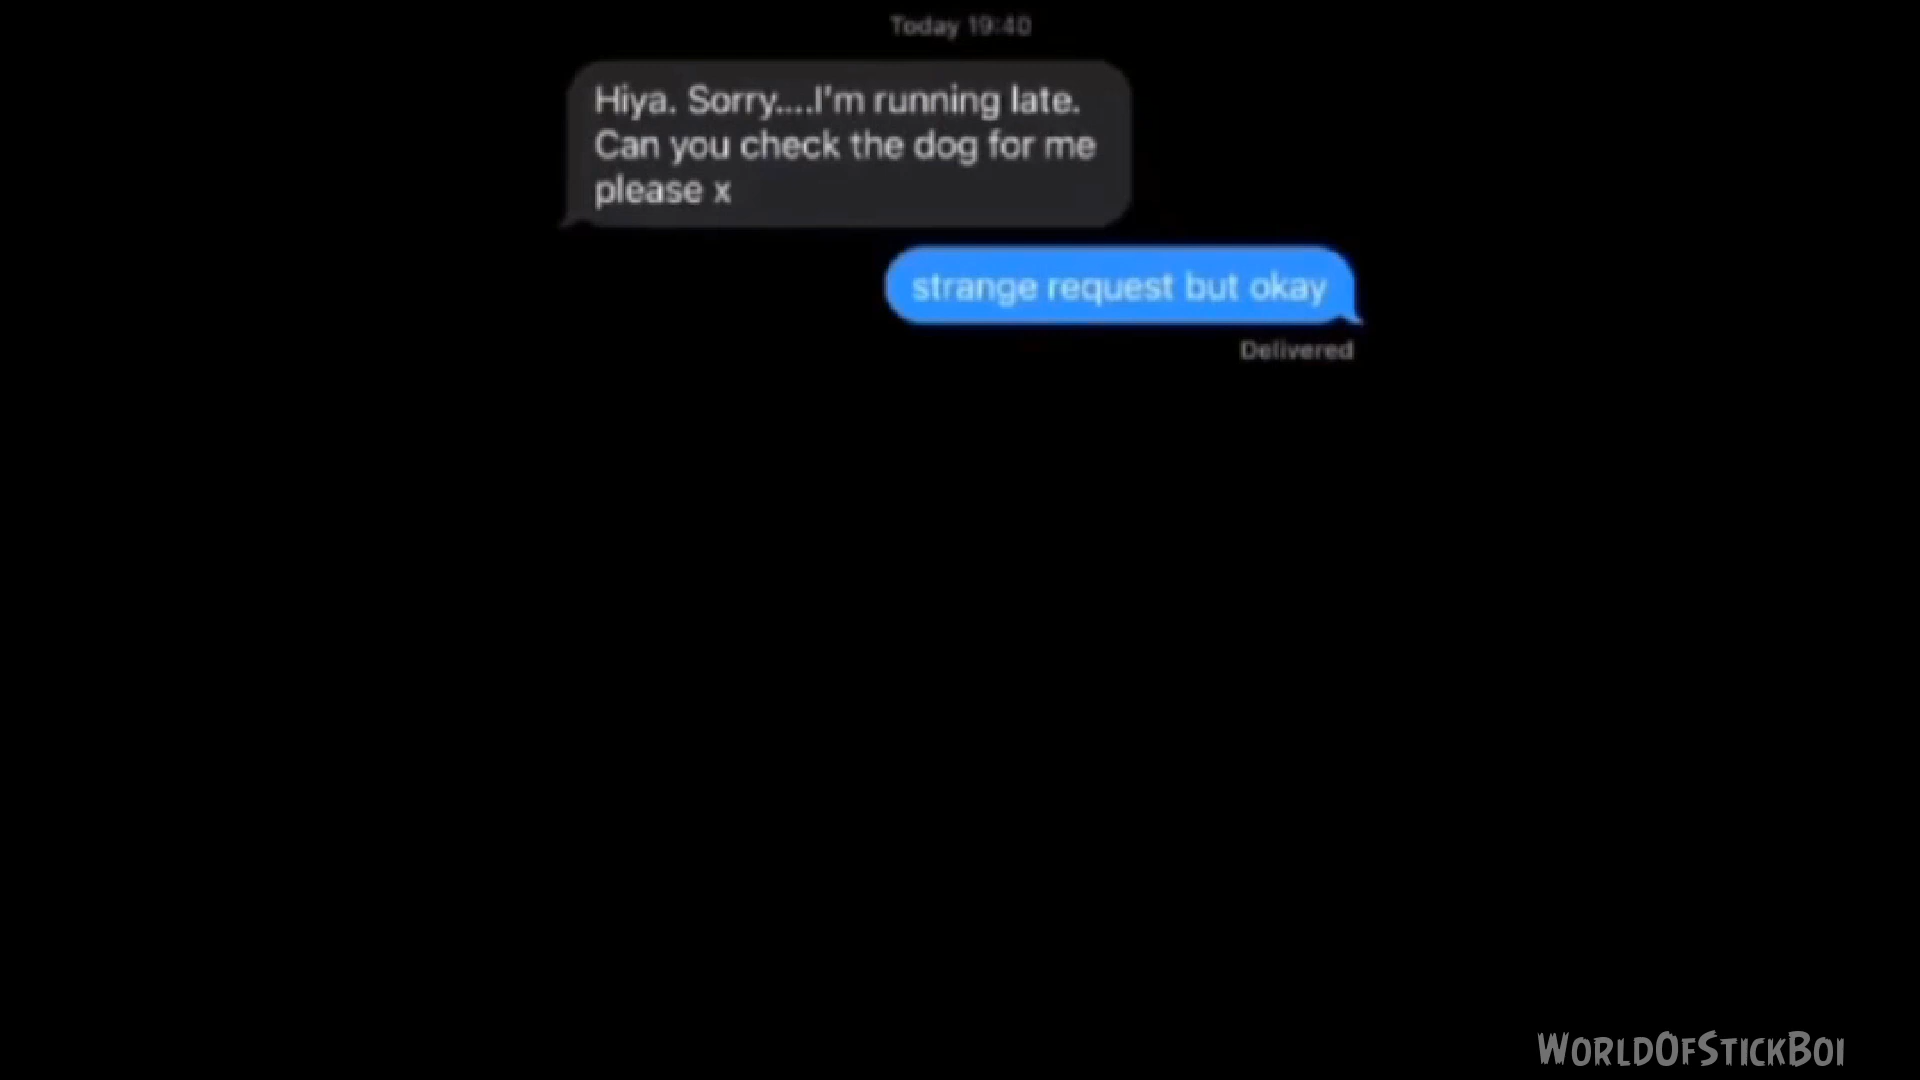 Today 19:40
Hiya. Sorry....I'm running late.
Can you check the dog for me
please x
strange request but okay
Delivered
WORLDOFSTICKBOI